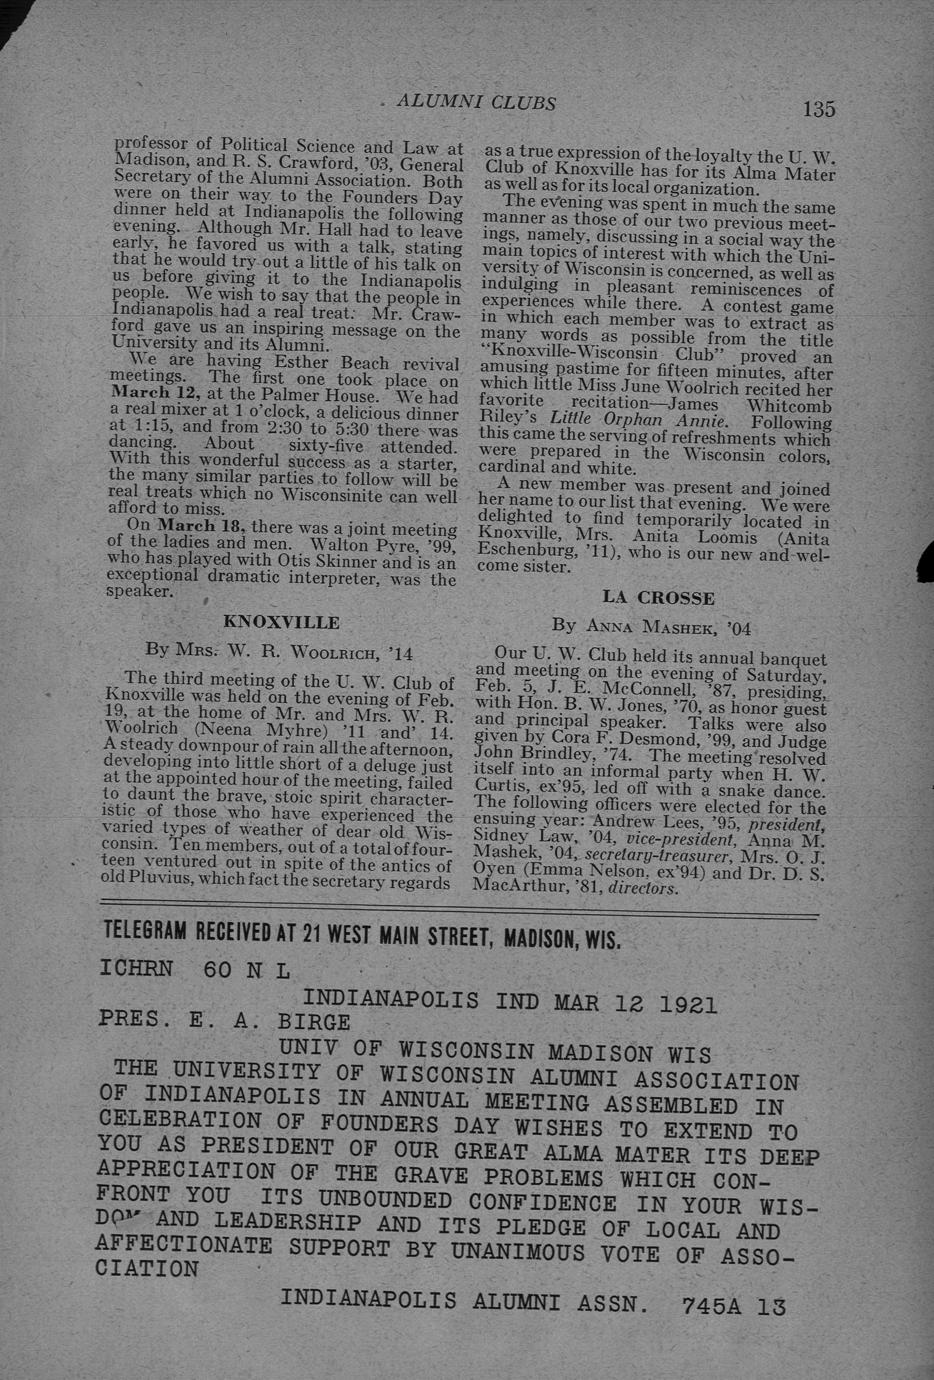 ALUMNI CLUBS
135
professor of Political Science and Law at
Madison, and R. S. Crawford, '03, General
Secretary of the Alumni Association. Both
were on their way to the Founders Day
dinner held at Indianapolis the following
evening. Although Mr. Hall had to leave
early, he favored us with a talk, stating
that he would try out a little of his talk on
us before giving it to the Indianapolis
people. We wish to say that the people in
Indianapolis had a real treat. Mr. Craw-
ford gave us an inspiring message on the
University and its Alumni.
We are having Esther Beach revival
meetings. The first one took place on
March 12, at the Palmer House. We had
a real mixer at 1 o'clock, a delicious dinner
at 1:15, and from 2:30 to 5:30 there was
dancing. About sixty-five attended.
With this wonderful success as a starter,
the many similar parties to follow will be
real treats which no Wisconsinite can well
afford to miss.
On March 18, there was a joint meeting
of the ladies and men. Walton Pyre, '99,
who has played with Otis Skinner and is an
exceptional dramatic interpreter, was the
speaker.
KNOXVILLE
By Mrs. W. R. Woolrich, '14
The third meeting of the U. W. Club of
Knoxville was held on the evening of Feb.
19, at the home of Mr. and Mrs. W. R.
Woolrich (Neena Myhre) '11 and' 14.
A steady downpour of rain all the afternoon,
developing into little short of a deluge just
at the appointed hour of the meeting, failed
to daunt the brave, stoic spirit character-
istic of those who have experienced the
varied types of weather of dear old Wis-
consin. Ten members, out of a total of four-
teen ventured out in spite of the antics of
old Pluvius, which fact the secretary regards
as a true expression of the loyalty the U. W.
Club of Knoxville has for its Alma Mater
as well as for its local organization.
The evening was spent in much the same
manner as those of our two previous meet-
ings, namely, discussing in a social way the
main topics of interest with which the Uni-
versity of Wisconsin is concerned, as well as
indulging in pleasant reminiscences of
experiences while there. A contest game
in which each member was to extract as
many words as possible from the title
"Knoxville-Wisconsin Club" proved an
amusing pastime for fifteen minutes, after
which little Miss June Woolrich recited her
favorite recitation—James Whitcomb
Riley's Little Orphan Annie. Following
this came the serving of refreshments which
were prepared in the Wisconsin colors,
cardinal and white.
A new member was present and joined
her name to our list that evening. We were
delighted to find temporarily located in
Knoxville, Mrs. Anita Loomis (Anita
Eschenburg, '11), who is our new and wel-
come sister.
LA CROSSE
By Anna Mashek, '04
Our U. W. Club held its annual banquet
and meeting on the evening of Saturday,
Feb. 5, J. E. McConnell, '87, presiding,
with Hon. B. W. Jones, '70, as honor guest
and principal speaker. Talks were also
given by Cora F. Desmond, '99, and Judge
John Brindley, '74. The meeting resolved
itself into an informal party when H. W.
Curtis, ex'95, led off with a snake dance.
The following officers were elected for the
ensuing year: Andrew Lees, '95, president,
Sidney Law, '04, vice-president, Anna M.
Mashek, '04, secretary-treasurer, Mrs. O. J.
Oyen (Emma Nelson, ex'94) and Dr. D. S.
MacArthur, '81, directors.
TELEGRAM RECEIVED AT 21 WEST MAIN STREET, MADISON, WIS.
ICHRN 60 N L
INDIANAPOLIS IND MAR 12 1921
PRES. E. A. BIRGE
UNIV OF WISCONSIN MADISON WIS
THE UNIVERSITY OF WISCONSIN ALUMNI ASSOCIATION
OF INDIANAPOLIS IN ANNUAL MEETING ASSEMBLED IN
CELEBRATION OF FOUNDERS DAY WISHES TO EXTEND TO
YOU AS PRESIDENT OF OUR GREAT ALMA MATER ITS DEEP
APPRECIATION OF THE GRAVE PROBLEMS WHICH CON-
FRONT YOU ITS UNBOUNDED CONFIDENCE IN YOUR WIS-
DOM AND LEADERSHIP AND ITS PLEDGE OF LOCAL AND
AFFECTIONATE SUPPORT BY UNANIMOUS VOTE OF ASSO-
CIATION
INDIANAPOLIS ALUMNI ASSN. 745A 13